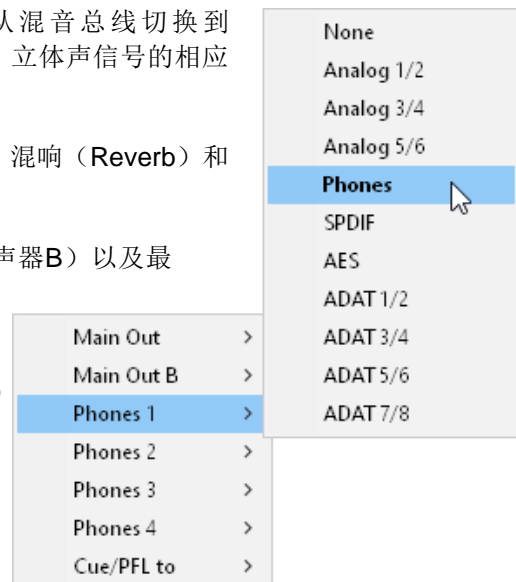 从混音总线切换到
立体声信号的相应
混响（Reverb）和
声器B）以及最
None
Analog 1/2
Analog 3/4
Analog 5/6
Phones
SPDIF
AES
ADAT 1/2
ADAT 3/4
ADAT 5/6
ADAT 7/8
Main Out >
Main Out B >
Phones 1 >
Phones 2 >
Phones 3 >
Phones 4 >
Cue/PFL to >